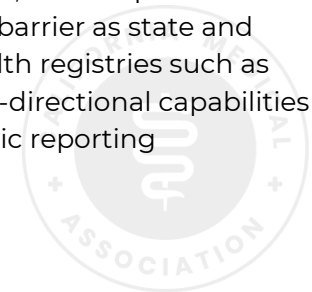 barrier as state and
lth registries such as
-directional capabilities
ic reporting
ASSOCIATION